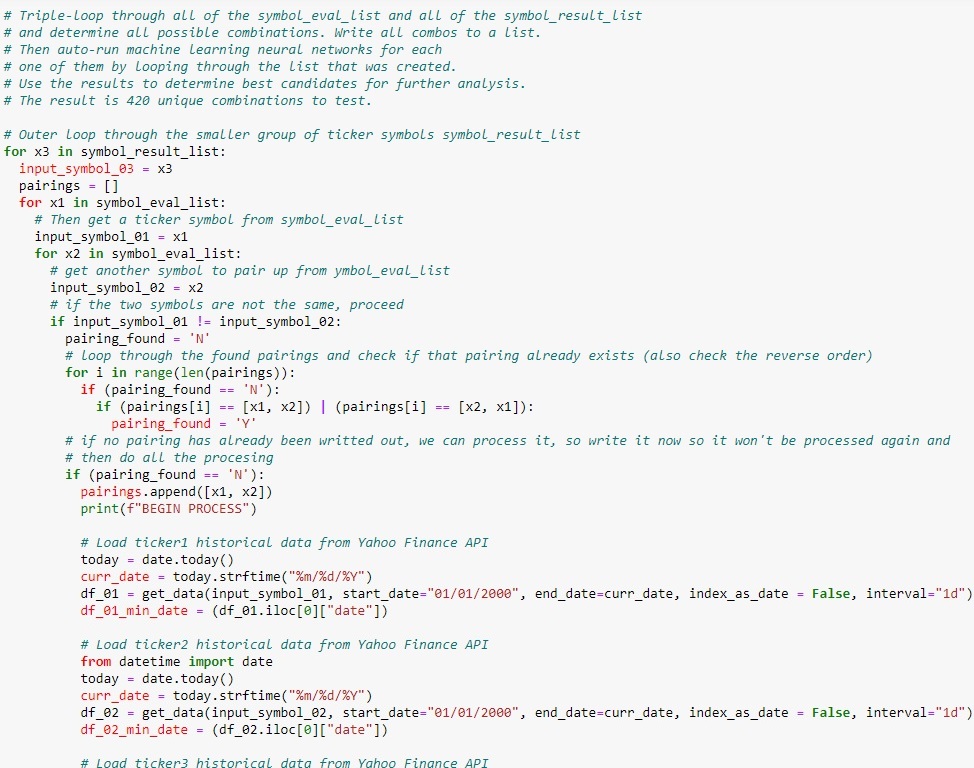 # Triple-loop through all of the symbol_eval_list and all of the symbol_result_list
# and determine all possible combinations. Write all combos to a list.
# Then auto-run machine learning neural networks for each
# one of them by looping through the list that was created.
# Use the results to determine best candidates for further analysis.
# The result is 420 unique combinations to test.

# Outer loop through the smaller group of ticker symbols symbol_result_list
for x3 in symbol_result_list:
  input_symbol_03 = x3
  pairings = []
  for x1 in symbol_eval_list:
    # Then get a ticker symbol from symbol_eval_list
    input_symbol_01 = x1
    for x2 in symbol_eval_list:
      # get another symbol to pair up from ymbol_eval_list
      input_symbol_02 = x2
      # if the two symbols are not the same, proceed
      if input_symbol_01 != input_symbol_02:
        pairing_found = 'N'
        # loop through the found pairings and check if that pairing already exists (also check the reverse order)
        for i in range(len(pairings)):
          if (pairing_found == 'N'):
            if (pairings[i] == [x1, x2]) | (pairings[i] == [x2, x1]):
              pairing_found = 'Y'
        # if no pairing has already been writted out, we can process it, so write it now so it won't be processed again and
        # then do all the procesing
        if (pairing_found == 'N'):
          pairings.append([x1, x2])
          print(f"BEGIN PROCESS")

          # Load ticker1 historical data from Yahoo Finance API
          today = date.today()
          curr_date = today.strftime("%m/%d/%Y")
          df_01 = get_data(input_symbol_01, start_date="01/01/2000", end_date=curr_date, index_as_date = False, interval="1d")
          df_01_min_date = (df_01.iloc[0]["date"])

          # Load ticker2 historical data from Yahoo Finance API
          from datetime import date
          today = date.today()
          curr_date = today.strftime("%m/%d/%Y")
          df_02 = get_data(input_symbol_02, start_date="01/01/2000", end_date=curr_date, index_as_date = False, interval="1d")
          df_02_min_date = (df_02.iloc[0]["date"])

          # Load ticker3 historical data from Yahoo Finance API